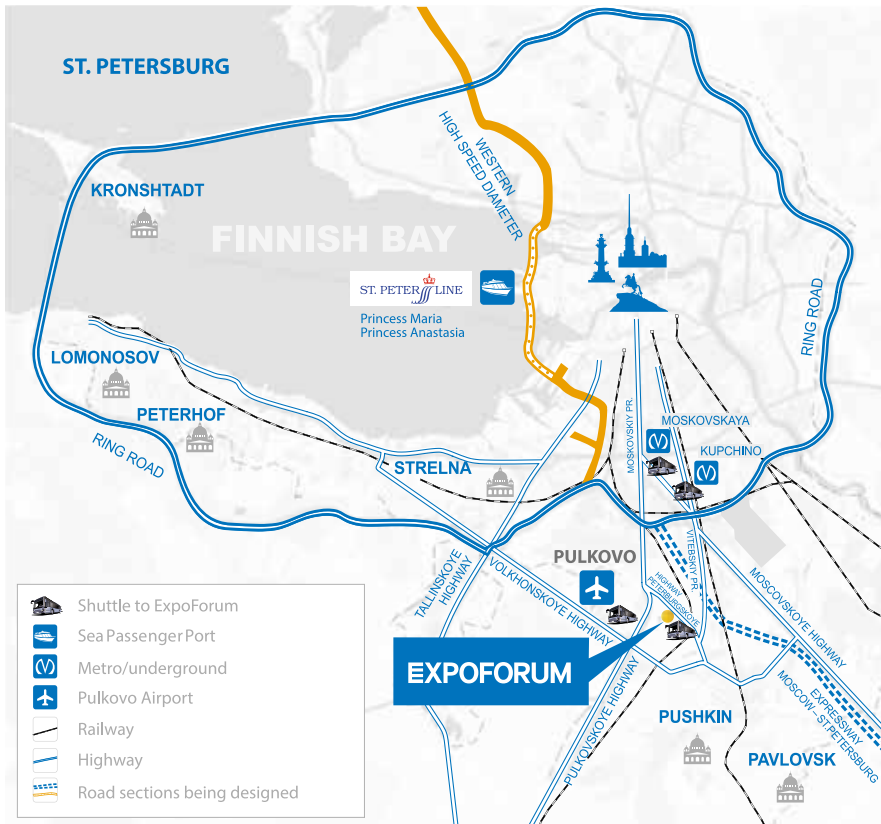 ST. PETERSBURG
WESTERN
HIGH SPEED DIAMETER
KRONSHTADT
FINNISH BAY
ST. PETER LINE
Princess Maria
Princess Anastasia
RING ROAD
LOMONOSOV
PETERHOF
RING ROAD
STRELNA
MOSKOVSKIY PR.
MOSKOVSKAYA
KUPCHINO
PULKOVO
VITEBSKIY PR.
TALLINSKOYE
HIGHWAY
VOLKHONSKOYE HIGHWAY
HIGHWAY
PETERBURGSKOYE
MOSCOVSKOYE HIGHWAY
EXPOFORUM
PULKOVSKOYE HIGHWAY
EXPRESSWAY
MOSCOW – ST.PETERSBURG
PUSHKIN
PAVLOVSK
Shuttle to ExpoForum
Sea Passenger Port
Metro/underground
Pulkovo Airport
Railway
Highway
Road sections being designed